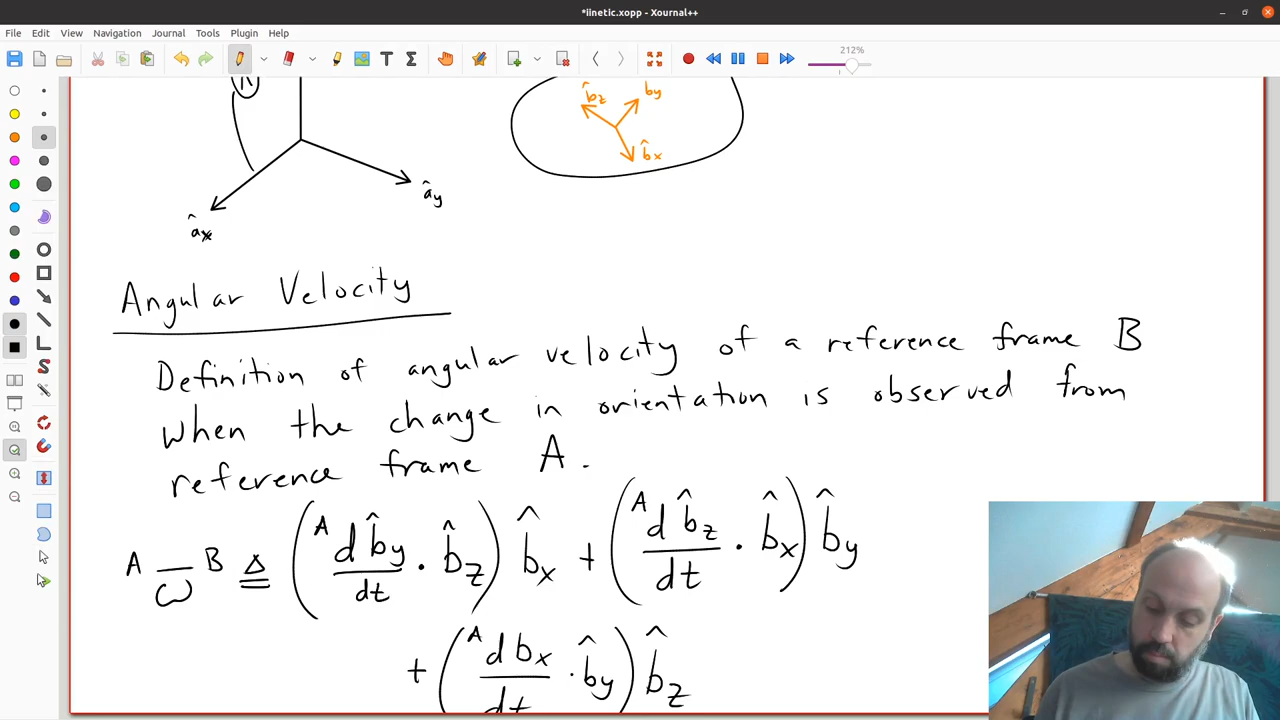 *iinetic.xopp - Xournal++
File Edit View Navigation Journal Tools Plugin Help
212%
b̂z by
b̂x
ây
âx
Angular Velocity
Definition of angular velocity of a reference frame B
when the change in orientation is observed from
reference frame A.
A ω̅ B ≜ (A d b̂y/dt · b̂z) b̂x + (A d b̂z/dt · b̂x) b̂y
+ (A d bx/dt · b̂y) b̂z